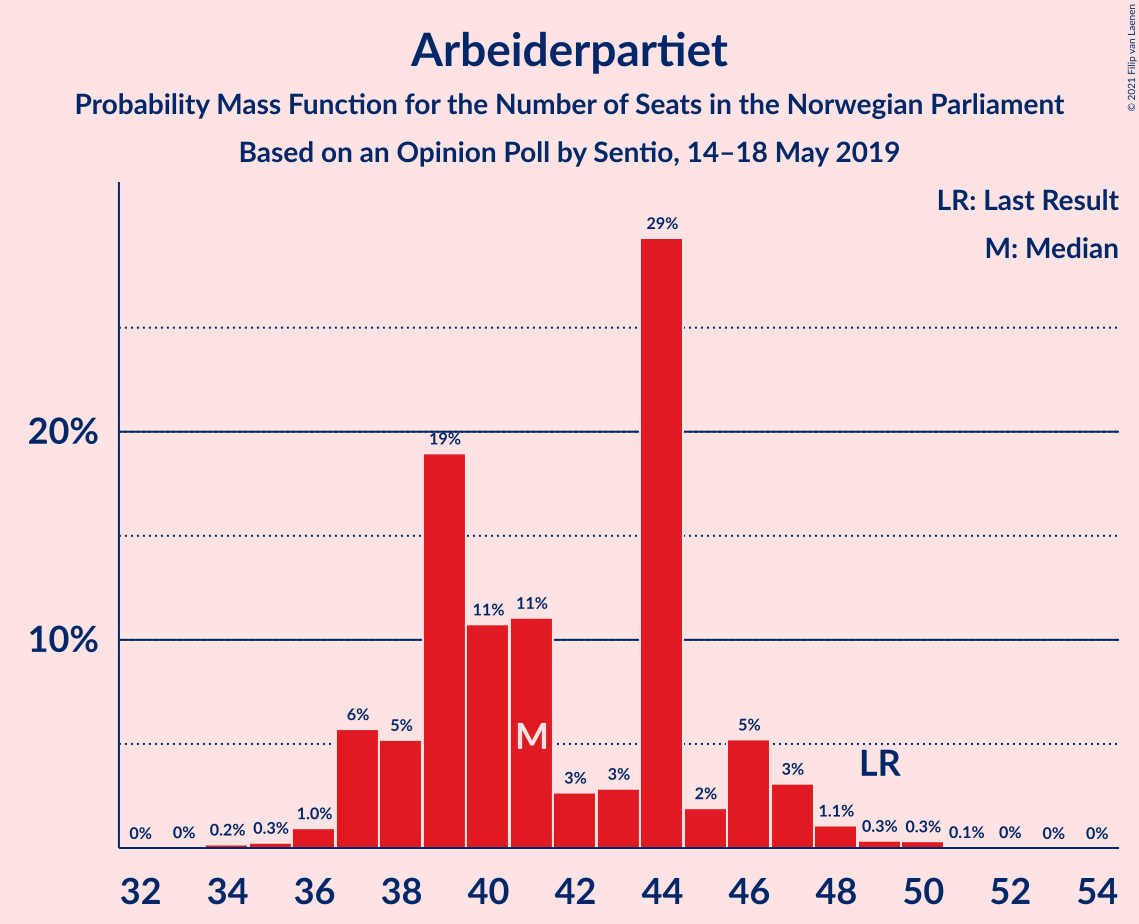 Arbeiderpartiet
Probability Mass Function for the Number of Seats in the Norwegian Parliament
Based on an Opinion Poll by Sentio, 14–18 May 2019
© 2021 Filip van Laenen
LR: Last Result
M: Median
20%
10%
0% 0% 0.2% 0.3% 1.0% 6% 5% 19% 11% 11% 3% 3% 29% 2% 5% 3% 1.1% 0.3% 0.3% 0.1% 0% 0% 0%
M
LR
32 34 36 38 40 42 44 46 48 50 52 54